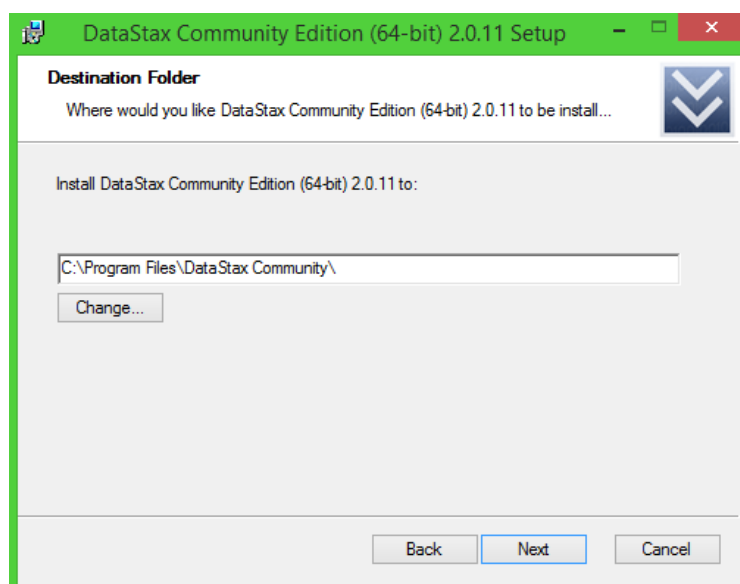 DataStax Community Edition (64-bit) 2.0.11 Setup
Destination Folder
Where would you like DataStax Community Edition (64-bit) 2.0.11 to be install...
Install DataStax Community Edition (64-bit) 2.0.11 to:
C:\Program Files\DataStax Community\
Change...
Back Next Cancel